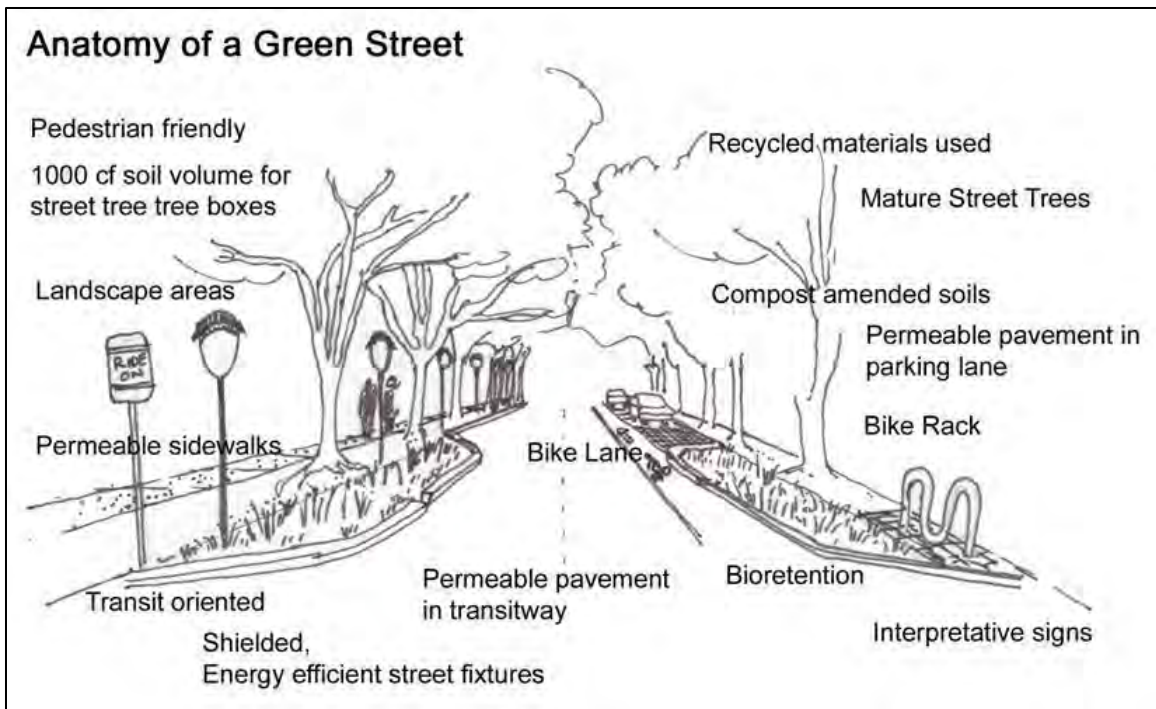 Anatomy of a Green Street
Pedestrian friendly
1000 cf soil volume for
street tree tree boxes
Landscape areas
RIDE
ON
Permeable sidewalks
Transit oriented
Shielded,
Energy efficient street fixtures
Bike Lane
Permeable pavement
in transitway
Recycled materials used
Mature Street Trees
Compost amended soils
Permeable pavement in
parking lane
Bike Rack
Bioretention
Interpretative signs